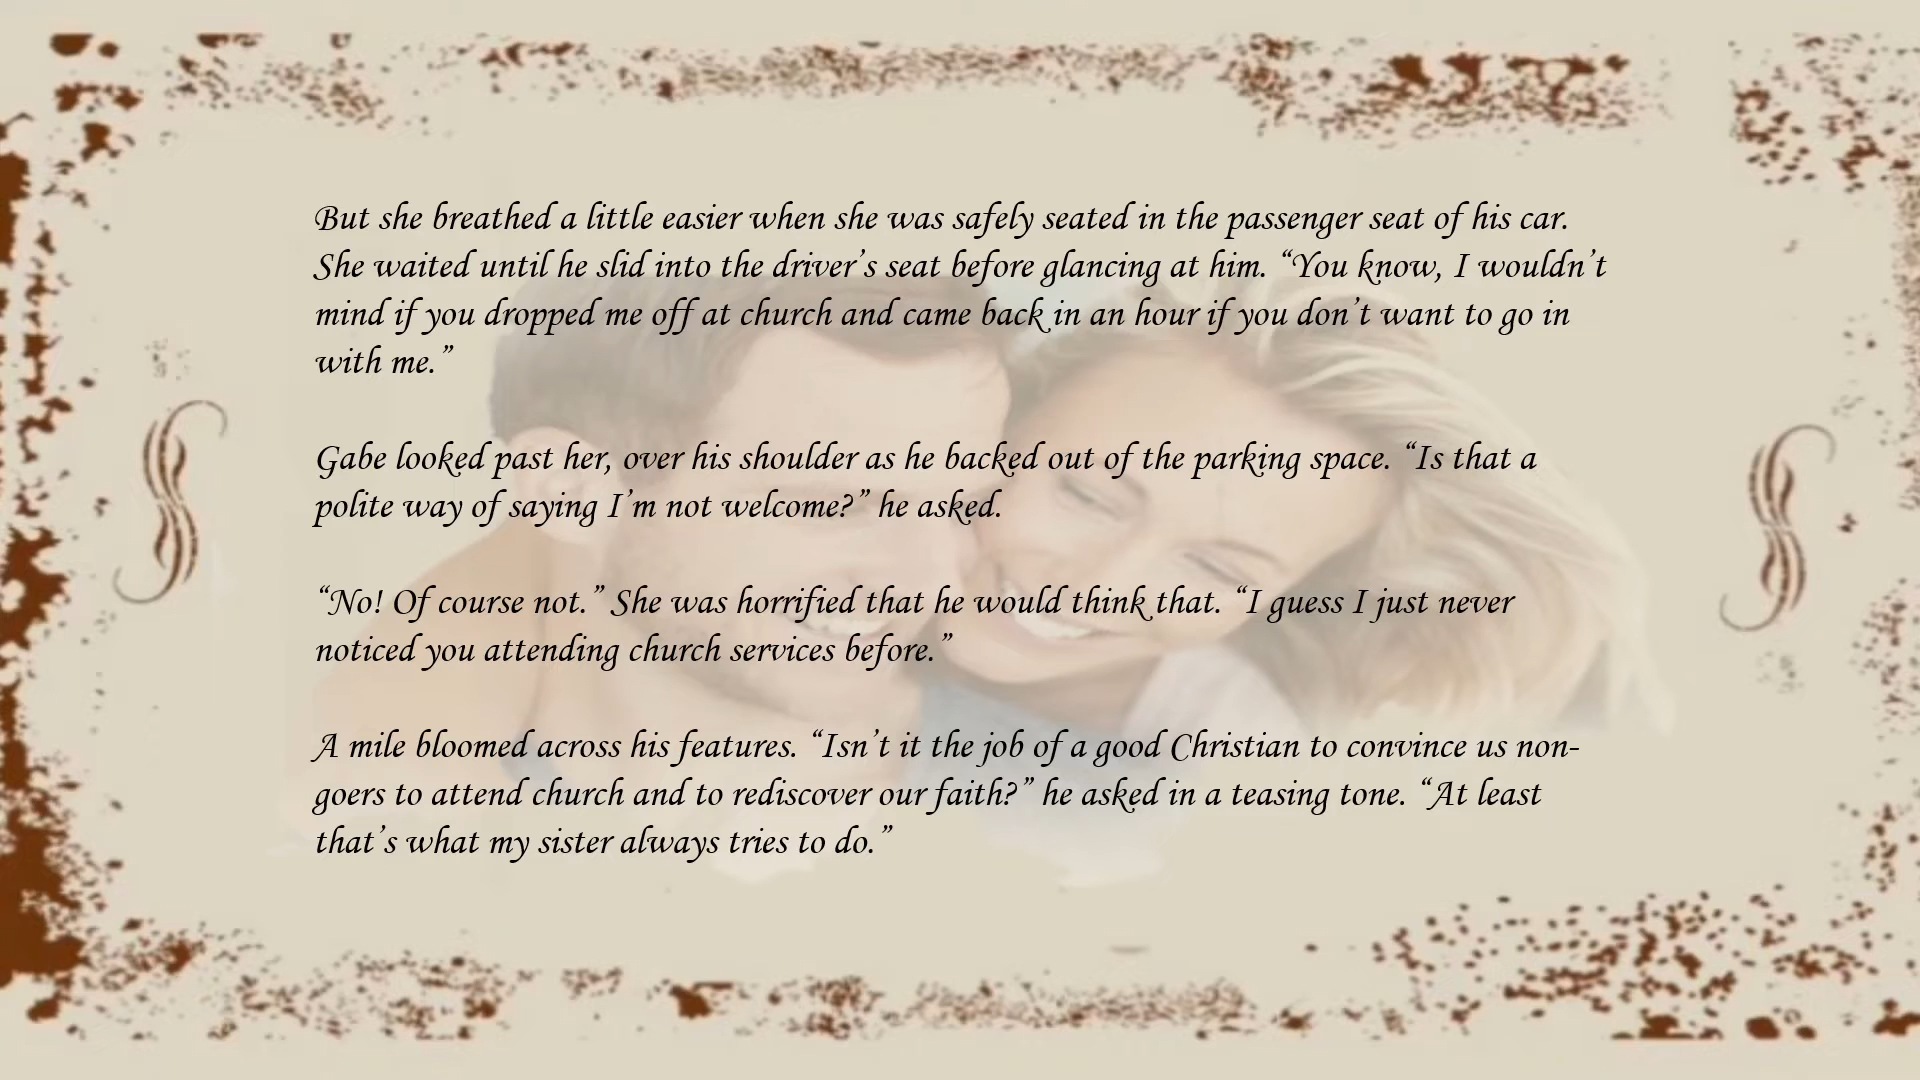 But she breathed a little easier when she was safely seated in the passenger seat of his car.
She waited until he slid into the driver’s seat before glancing at him. “You know, I wouldn’t
mind if you dropped me off at church and came back in an hour if you don’t want to go in
with me.”
Gabe looked past her, over his shoulder as he backed out of the parking space. “Is that a
polite way of saying I’m not welcome?” he asked.
“No! Of course not.” She was horrified that he would think that. “I guess I just never
noticed you attending church services before.”
A mile bloomed across his features. “Isn’t it the job of a good Christian to convince us non-
goers to attend church and to rediscover our faith?” he asked in a teasing tone. “At least
that’s what my sister always tries to do.”